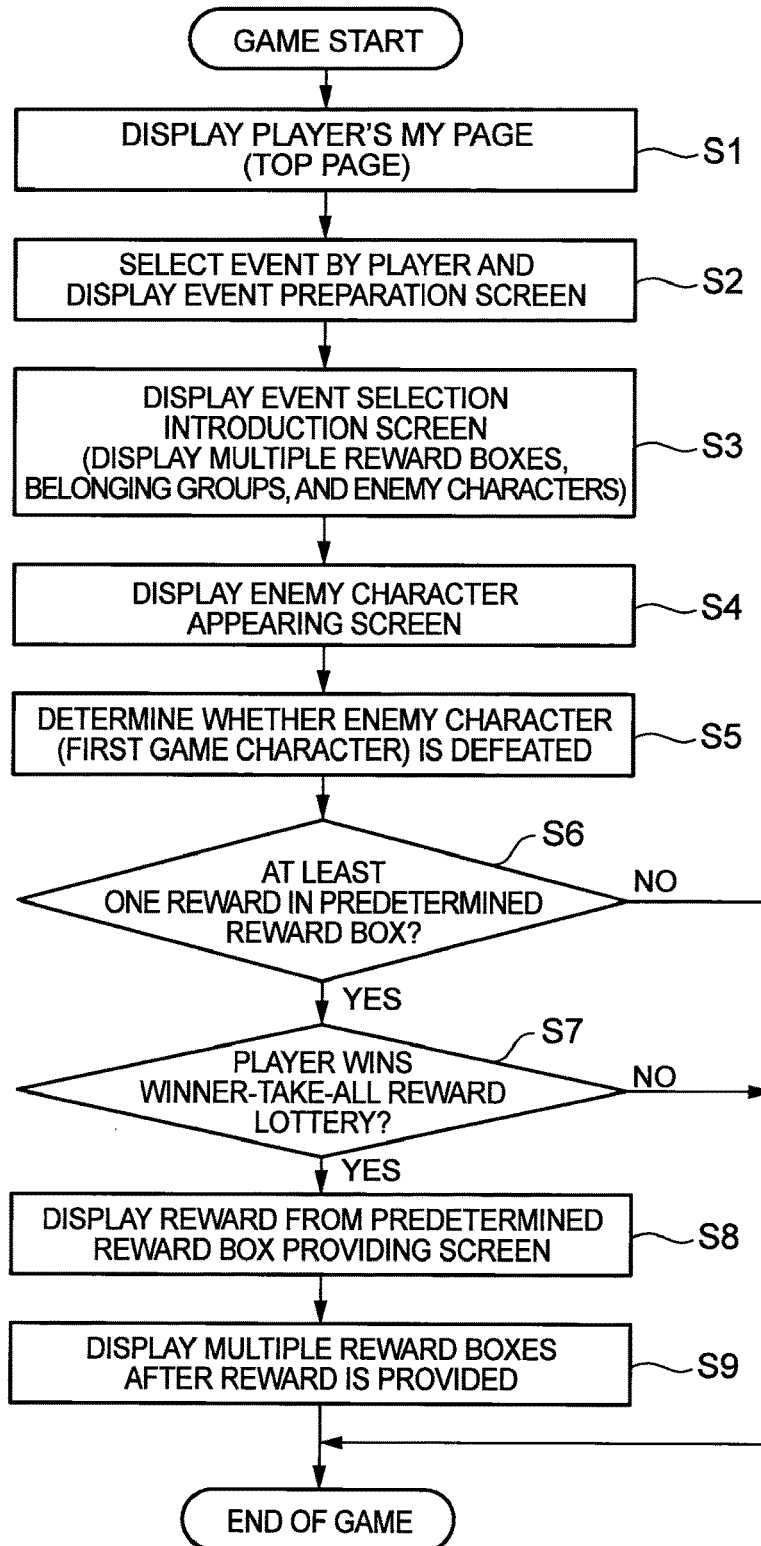 GAME START
DISPLAY PLAYER'S MY PAGE
(TOP PAGE)
S1
SELECT EVENT BY PLAYER AND
DISPLAY EVENT PREPARATION SCREEN
S2
DISPLAY EVENT SELECTION
INTRODUCTION SCREEN
(DISPLAY MULTIPLE REWARD BOXES,
BELONGING GROUPS, AND ENEMY CHARACTERS)
S3
DISPLAY ENEMY CHARACTER
APPEARING SCREEN
S4
DETERMINE WHETHER ENEMY CHARACTER
(FIRST GAME CHARACTER) IS DEFEATED
S5
S6
AT LEAST
ONE REWARD IN PREDETERMINED
REWARD BOX?
NO
YES
S7
PLAYER WINS
WINNER-TAKE-ALL REWARD
LOTTERY?
NO
YES
DISPLAY REWARD FROM PREDETERMINED
REWARD BOX PROVIDING SCREEN
S8
DISPLAY MULTIPLE REWARD BOXES
AFTER REWARD IS PROVIDED
S9
END OF GAME